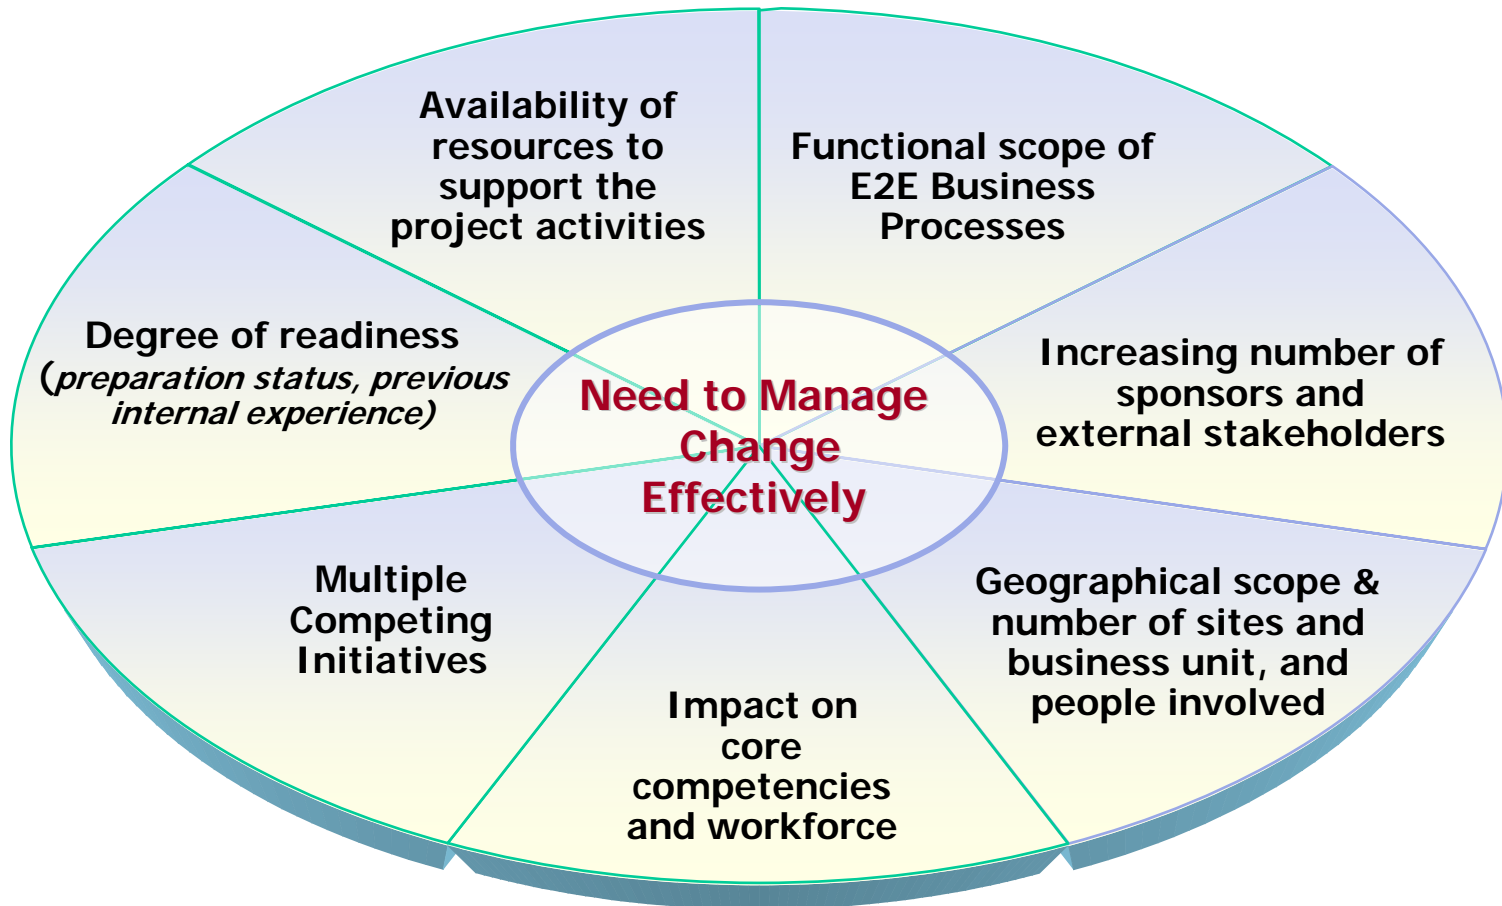 Availability of
resources to
support the
project activities
Functional scope of
E2E Business
Processes
Degree of readiness
(preparation status, previous
internal experience)
Need to Manage
Change
Effectively
Increasing number of
sponsors and
external stakeholders
Multiple
Competing
Initiatives
Impact on
core
competencies
and workforce
Geographical scope &
number of sites and
business unit, and
people involved